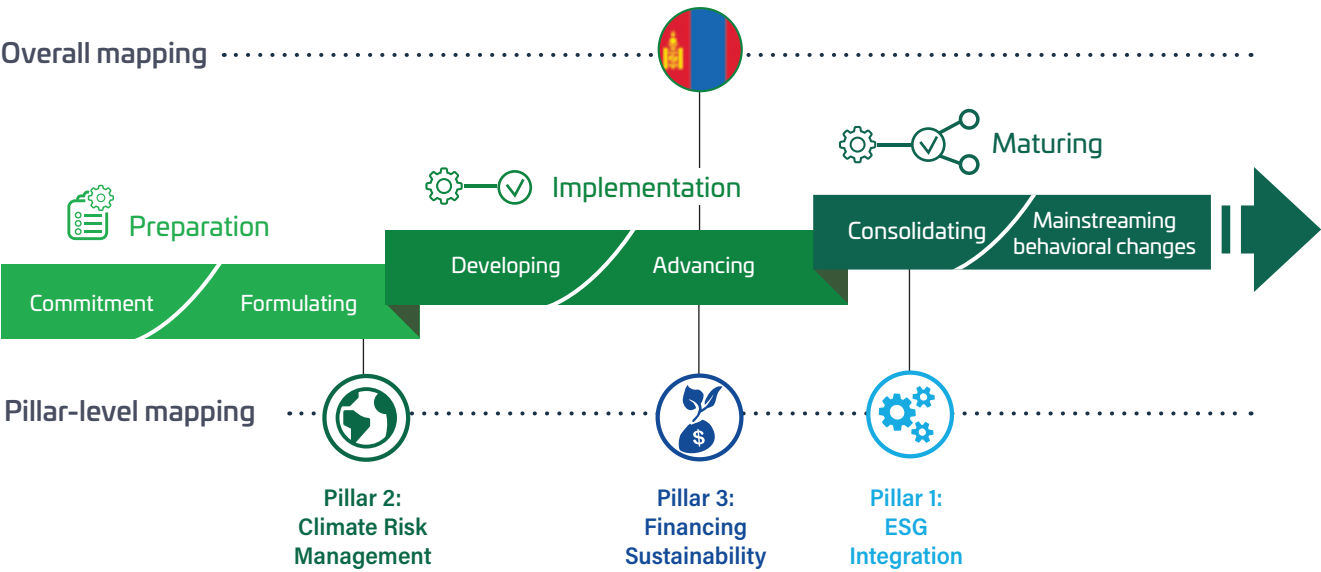 Overall mapping
Maturing
Implementation
Preparation
Consolidating
Mainstreaming
behavioral changes
Developing
Advancing
Commitment
Formulating
Pillar-level mapping
$
Pillar 2:
Climate Risk
Management
Pillar 3:
Financing
Sustainability
Pillar 1:
ESG
Integration